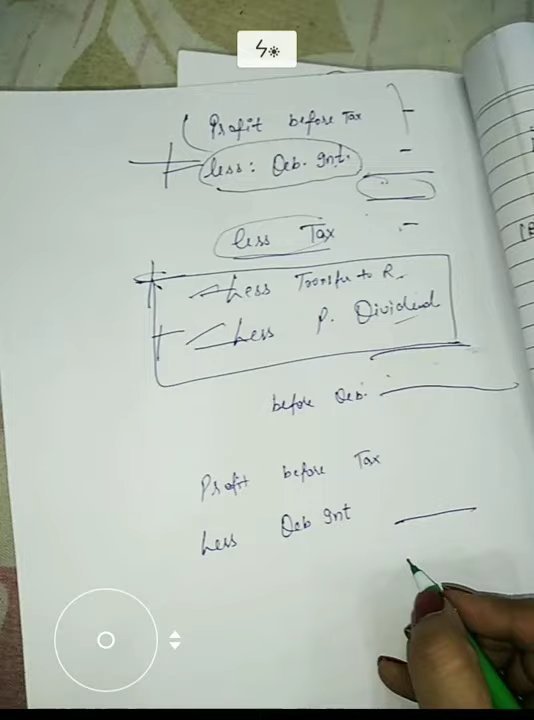 Profit before Tax
less: Deb. Int.
less Tax
Less Transfer to R
Less P. Dividend
before Deb.
Profit before Tax
Less Deb Int